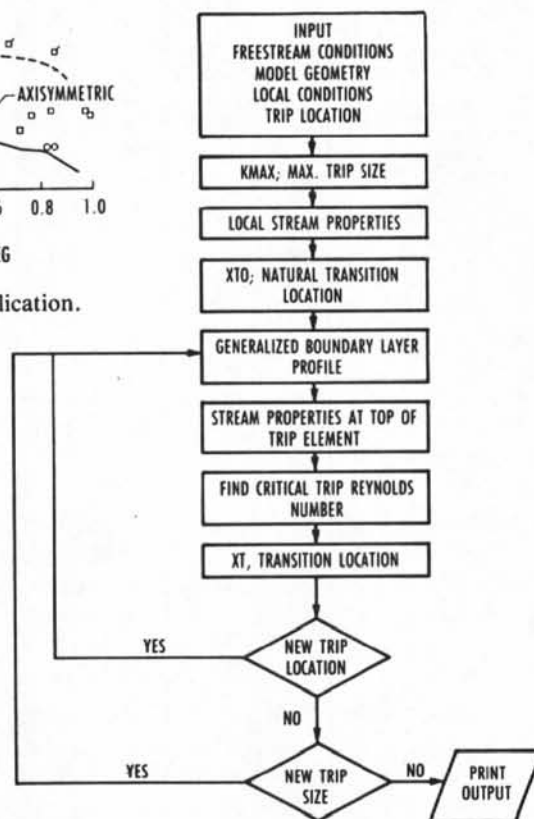 AXISYMMETRIC
0.8 1.0
lication.
INPUT
FREESTREAM CONDITIONS
MODEL GEOMETRY
LOCAL CONDITIONS
TRIP LOCATION
KMAX; MAX. TRIP SIZE
LOCAL STREAM PROPERTIES
XTO; NATURAL TRANSITION
LOCATION
GENERALIZED BOUNDARY LAYER
PROFILE
STREAM PROPERTIES AT TOP OF
TRIP ELEMENT
FIND CRITICAL TRIP REYNOLDS
NUMBER
XT, TRANSITION LOCATION
YES
NEW TRIP
LOCATION
NO
YES
NEW TRIP
SIZE
NO
PRINT
OUTPUT